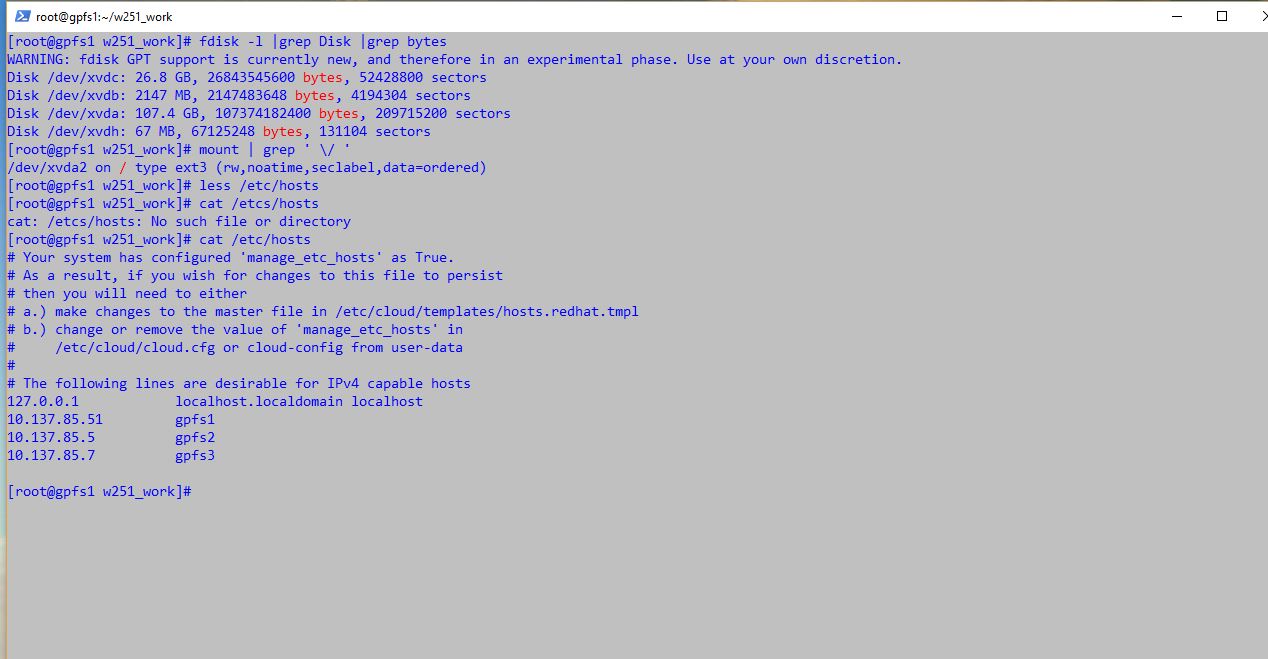 root@gpfs1:~/w251_work
[root@gpfs1 w251_work]# fdisk -l |grep Disk |grep bytes
WARNING: fdisk GPT support is currently new, and therefore in an experimental phase. Use at your own discretion.
Disk /dev/xvdc: 26.8 GB, 26843545600 bytes, 52428800 sectors
Disk /dev/xvdb: 2147 MB, 2147483648 bytes, 4194304 sectors
Disk /dev/xvda: 107.4 GB, 107374182400 bytes, 209715200 sectors
Disk /dev/xvdh: 67 MB, 67125248 bytes, 131104 sectors
[root@gpfs1 w251_work]# mount | grep ' \/ '
/dev/xvda2 on / type ext3 (rw,noatime,seclabel,data=ordered)
[root@gpfs1 w251_work]# less /etc/hosts
[root@gpfs1 w251_work]# cat /etcs/hosts
cat: /etcs/hosts: No such file or directory
[root@gpfs1 w251_work]# cat /etc/hosts
# Your system has configured 'manage_etc_hosts' as True.
# As a result, if you wish for changes to this file to persist
# then you will need to either
# a.) make changes to the master file in /etc/cloud/templates/hosts.redhat.tmpl
# b.) change or remove the value of 'manage_etc_hosts' in
#     /etc/cloud/cloud.cfg or cloud-config from user-data
#
# The following lines are desirable for IPv4 capable hosts
127.0.0.1            localhost.localdomain localhost
10.137.85.51         gpfs1
10.137.85.5          gpfs2
10.137.85.7          gpfs3
[root@gpfs1 w251_work]#